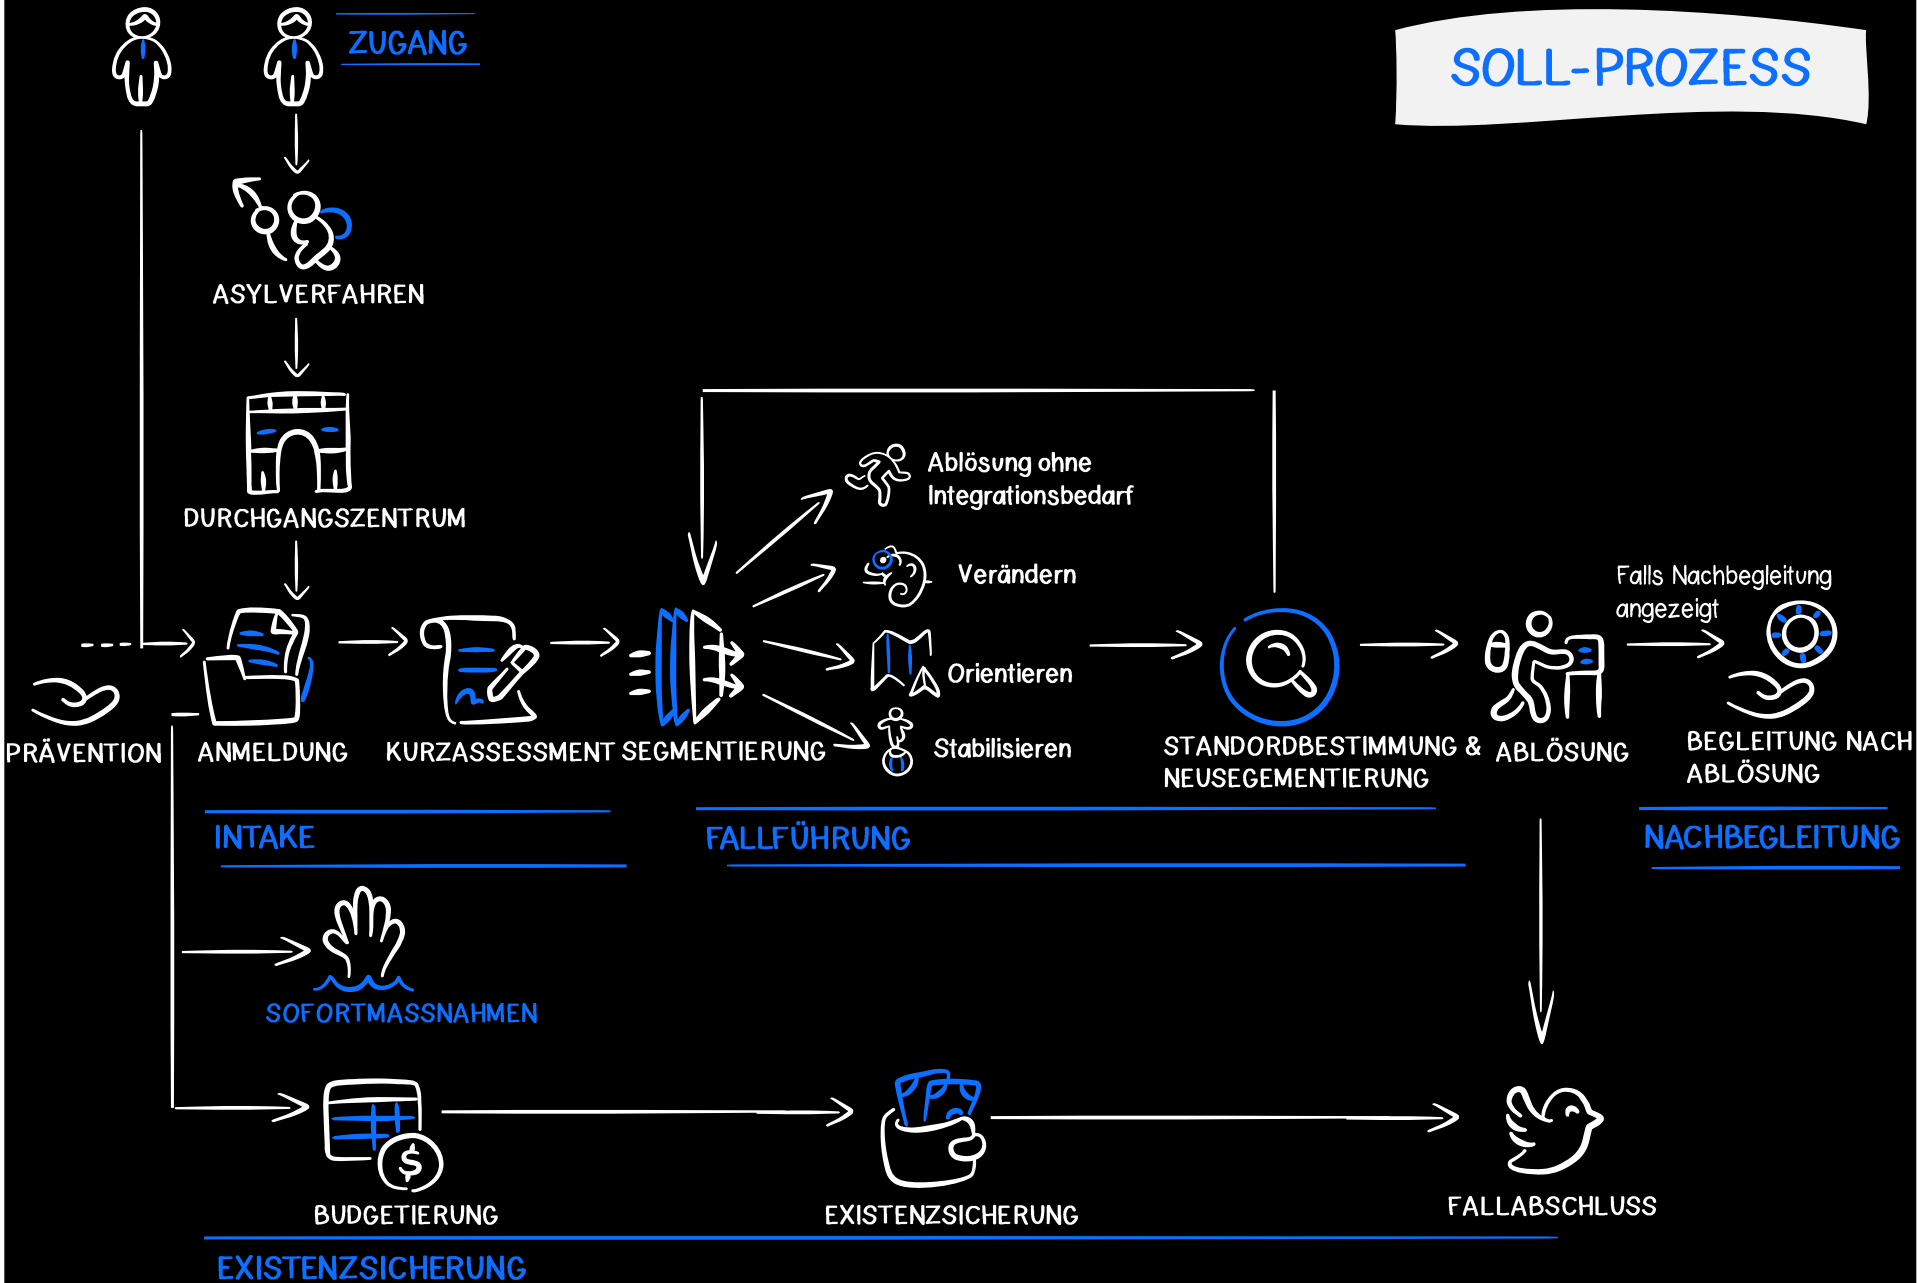 ZUGANG
SOLL-PROZESS
ASYLVERFAHREN
DURCHGANGSZENTRUM
Ablösung ohne
Integrationsbedarf
Verändern
Orientieren
Stabilisieren
Falls Nachbegleitung
angezeigt
PRÄVENTION
ANMELDUNG
KURZASSESSMENT
SEGMENTIERUNG
STANDORDBESTIMMUNG &
NEUSEGEMENTIERUNG
ABLÖSUNG
BEGLEITUNG NACH
ABLÖSUNG
INTAKE
FALLFÜHRUNG
NACHBEGLEITUNG
SOFORTMASSNAHMEN
$
BUDGETIERUNG
EXISTENZSICHERUNG
FALLABSCHLUSS
EXISTENZSICHERUNG